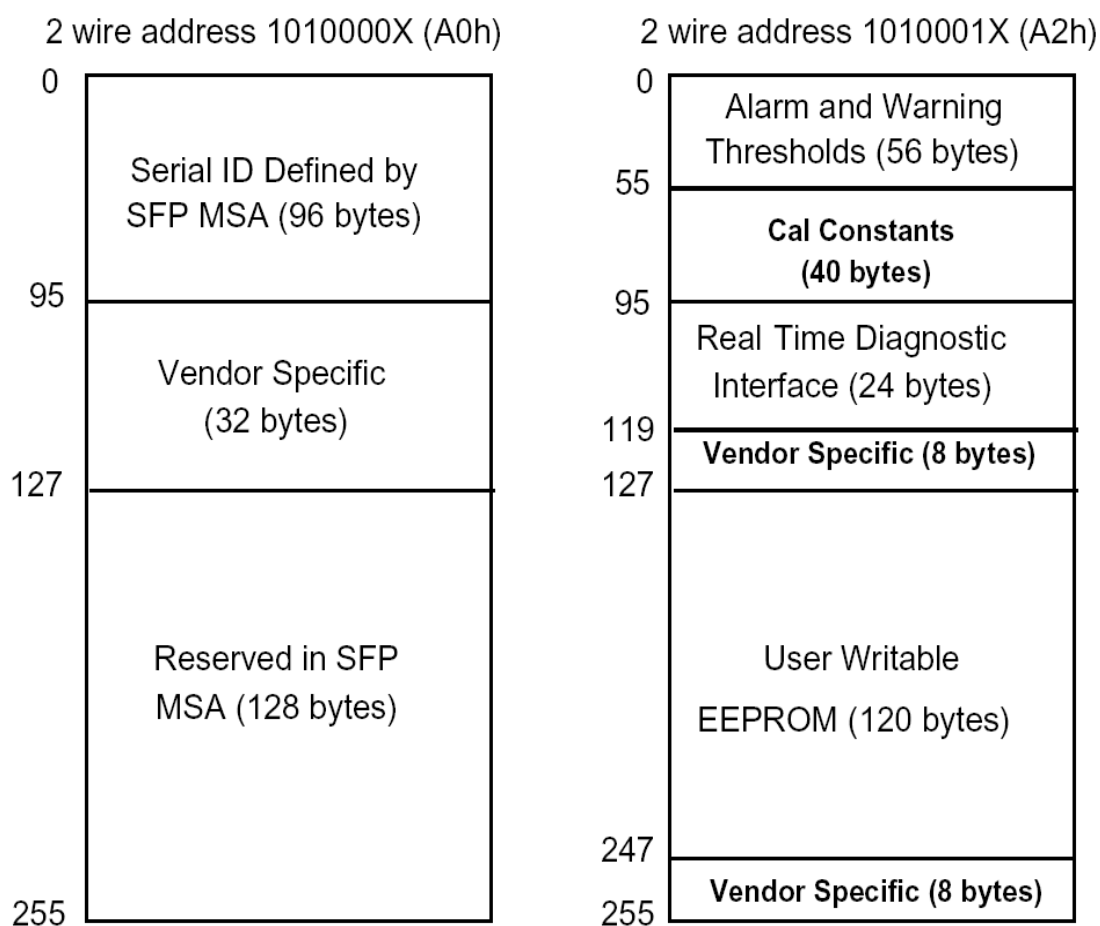 2 wire address 1010000X (A0h)
0
Serial ID Defined by
SFP MSA (96 bytes)
95
Vendor Specific
(32 bytes)
127
Reserved in SFP
MSA (128 bytes)
255
2 wire address 1010001X (A2h)
0
Alarm and Warning
Thresholds (56 bytes)
55
Cal Constants
(40 bytes)
95
Real Time Diagnostic
Interface (24 bytes)
119
Vendor Specific (8 bytes)
127
User Writable
EEPROM (120 bytes)
247
Vendor Specific (8 bytes)
255